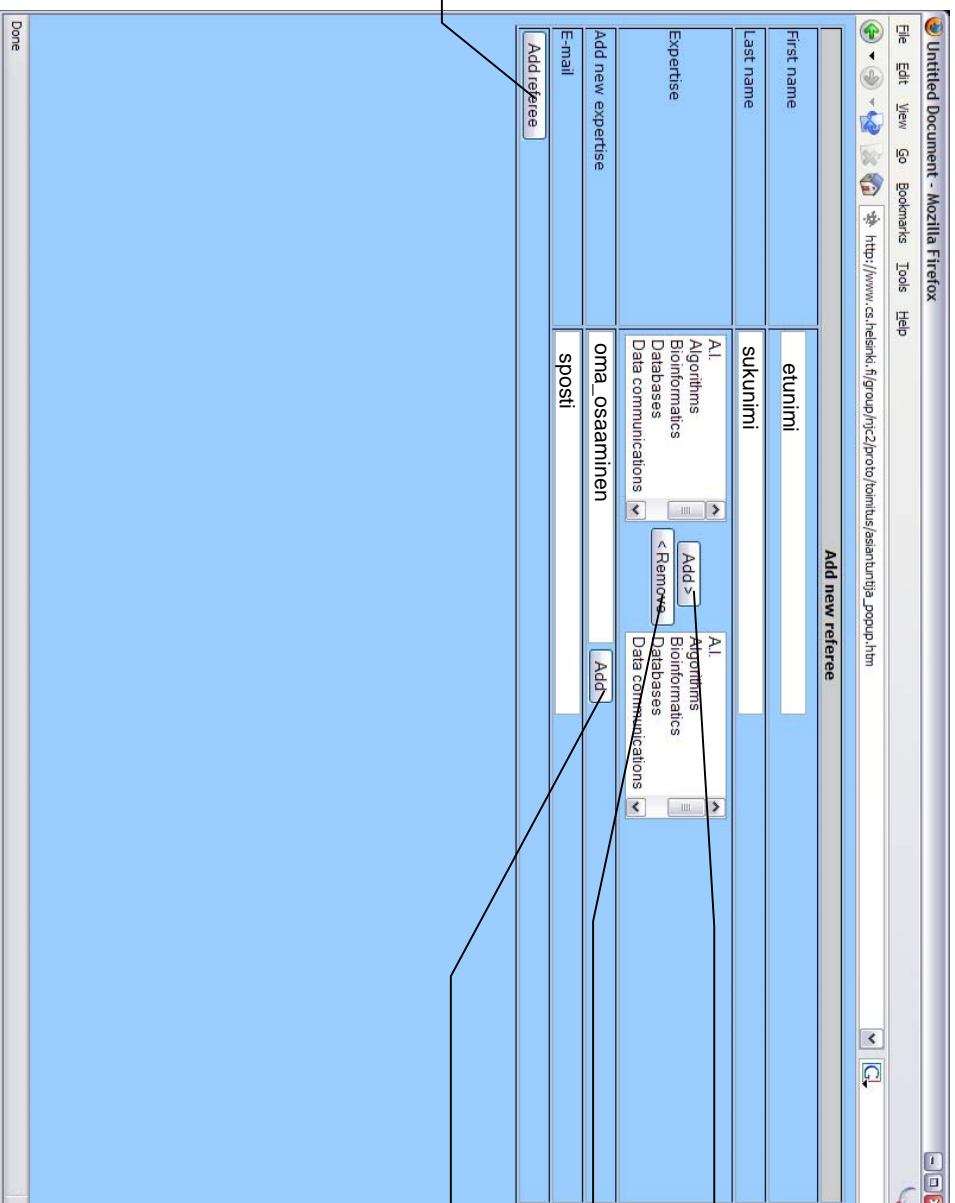 Untitled Document - Mozilla Firefox
File Edit View Go Bookmarks Tools Help
http://www.cs.helsinki.fi/group/njc2/proto/toimitus/asiantuntija_popup.htm
G
Add new referee
First name
etunimi
Last name
sukunimi
Expertise
A.I.
Algorithms
Bioinformatics
Databases
Data communications
Add >
< Remove
A.I.
Algorithms
Bioinformatics
Databases
Data communications
Add new expertise
oma_osaaminen
Add
E-mail
sposti
Add referee
Done